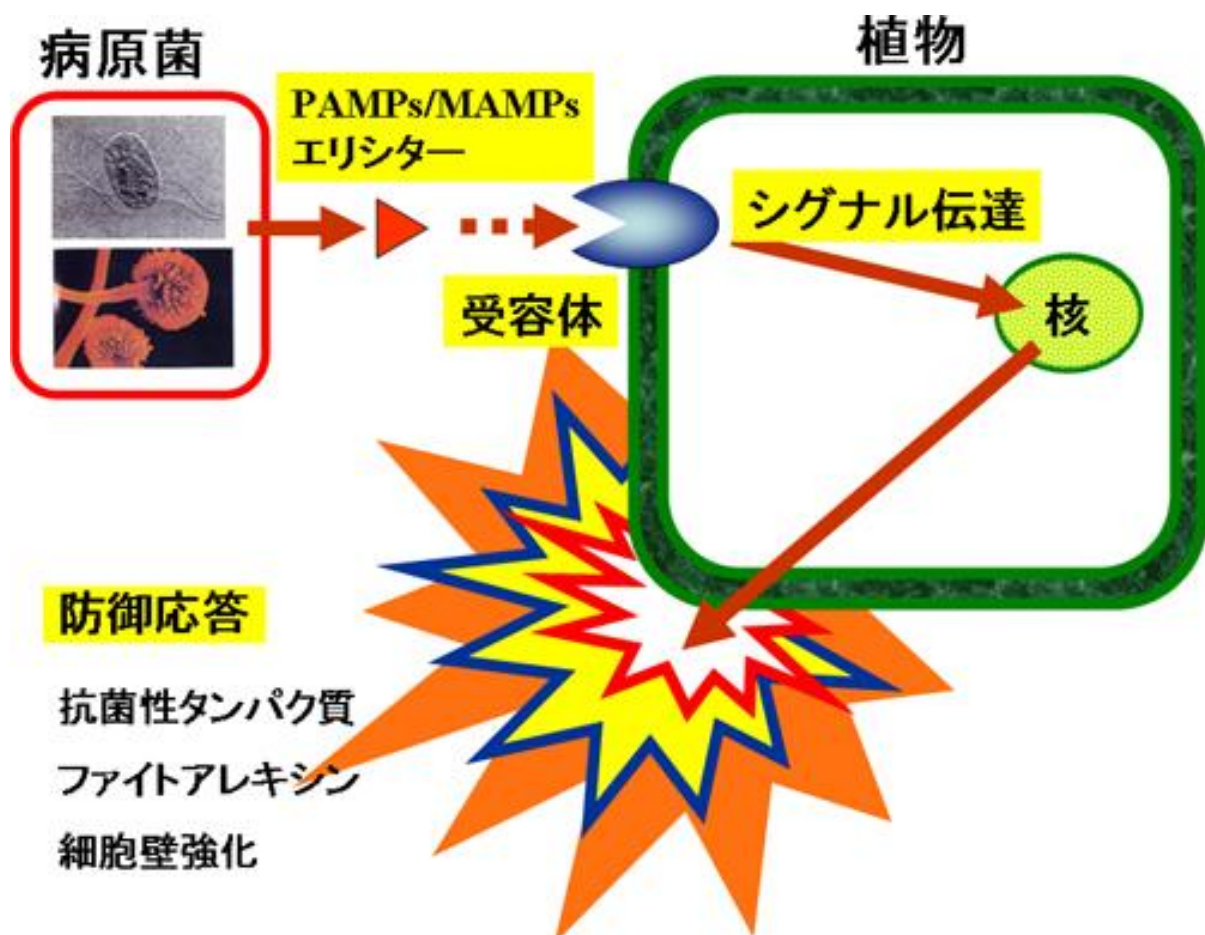 病原菌
植物
PAMPs/MAMPs
エリシター
シグナル伝達
受容体
核
防御応答
抗菌性タンパク質
ファイトアレキシン
細胞壁強化